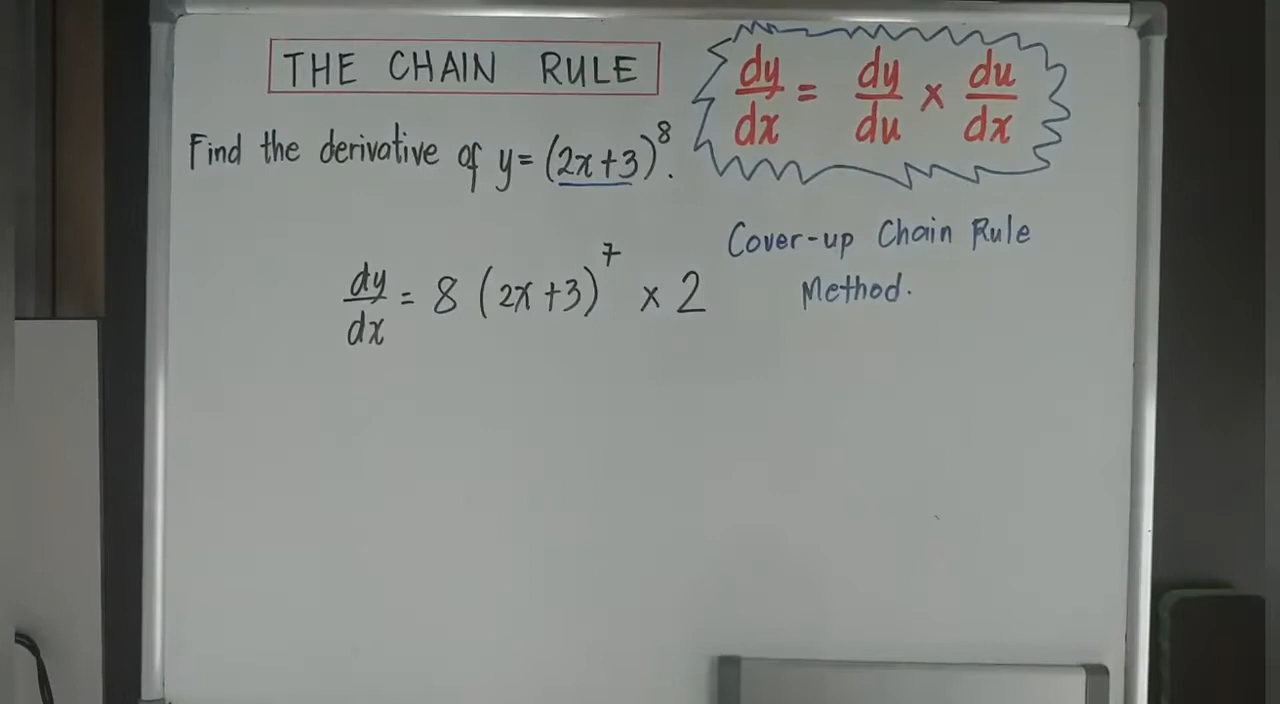 THE CHAIN RULE
dy/dx = dy/du × du/dx
Find the derivative of y = (2x+3)^8.
Cover-up Chain Rule
Method.
dy/dx = 8 (2x+3)^7 × 2